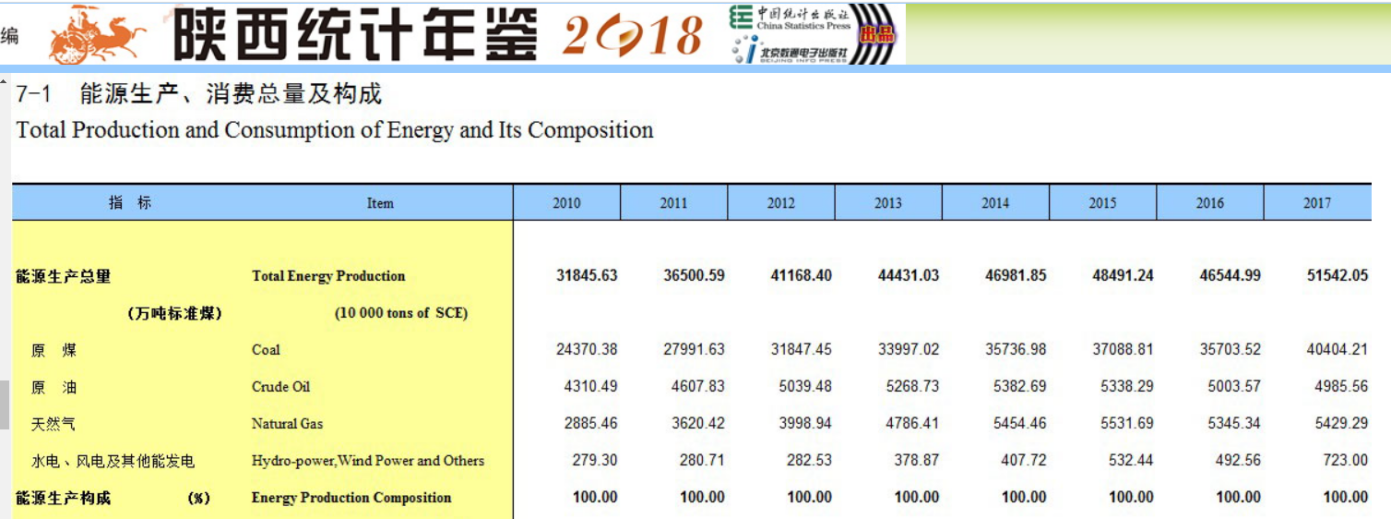 编
陕西统计年鉴 2018
中国统计出版社
China Statistics Press
北京数通电子出版社
BEIJING INFO PRESS
出品
7-1 能源生产、消费总量及构成
Total Production and Consumption of Energy and Its Composition
指 标 Item 2010 2011 2012 2013 2014 2015 2016 2017
能源生产总量 Total Energy Production 31845.63 36500.59 41168.40 44431.03 46981.85 48491.24 46544.99 51542.05
(万吨标准煤) (10 000 tons of SCE)
原 煤 Coal 24370.38 27991.63 31847.45 33997.02 35736.98 37088.81 35703.52 40404.21
原 油 Crude Oil 4310.49 4607.83 5039.48 5268.73 5382.69 5338.29 5003.57 4985.56
天然气 Natural Gas 2885.46 3620.42 3998.94 4786.41 5454.46 5531.69 5345.34 5429.29
水电、风电及其他能发电 Hydro-power,Wind Power and Others 279.30 280.71 282.53 378.87 407.72 532.44 492.56 723.00
能源生产构成 (%) Energy Production Composition 100.00 100.00 100.00 100.00 100.00 100.00 100.00 100.00